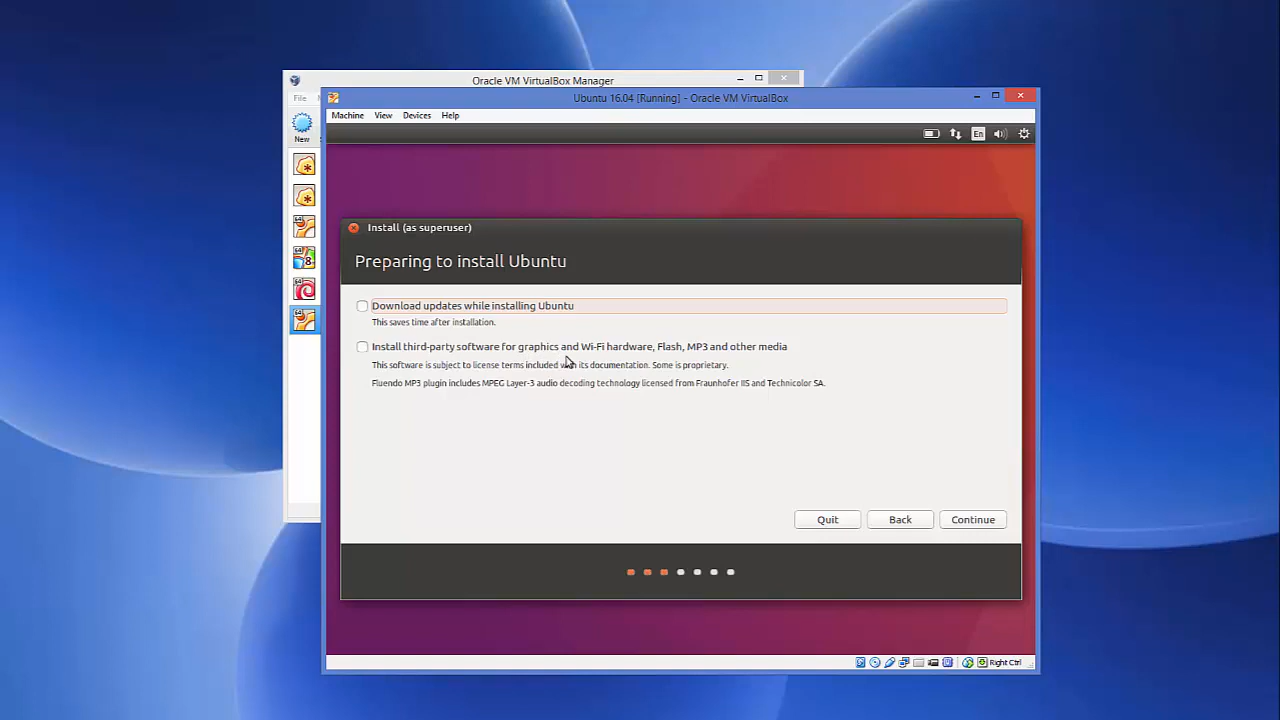 Oracle VM VirtualBox Manager
File
New
Ubuntu 16.04 [Running] - Oracle VM VirtualBox
Machine View Devices Help
En
Install (as superuser)
Preparing to install Ubuntu
Download updates while installing Ubuntu
This saves time after installation.
Install third-party software for graphics and Wi-Fi hardware, Flash, MP3 and other media
This software is subject to license terms included with its documentation. Some is proprietary.
Fluendo MP3 plugin includes MPEG Layer-3 audio decoding technology licensed from Fraunhofer IIS and Technicolor SA.
Quit Back Continue
Right Ctrl